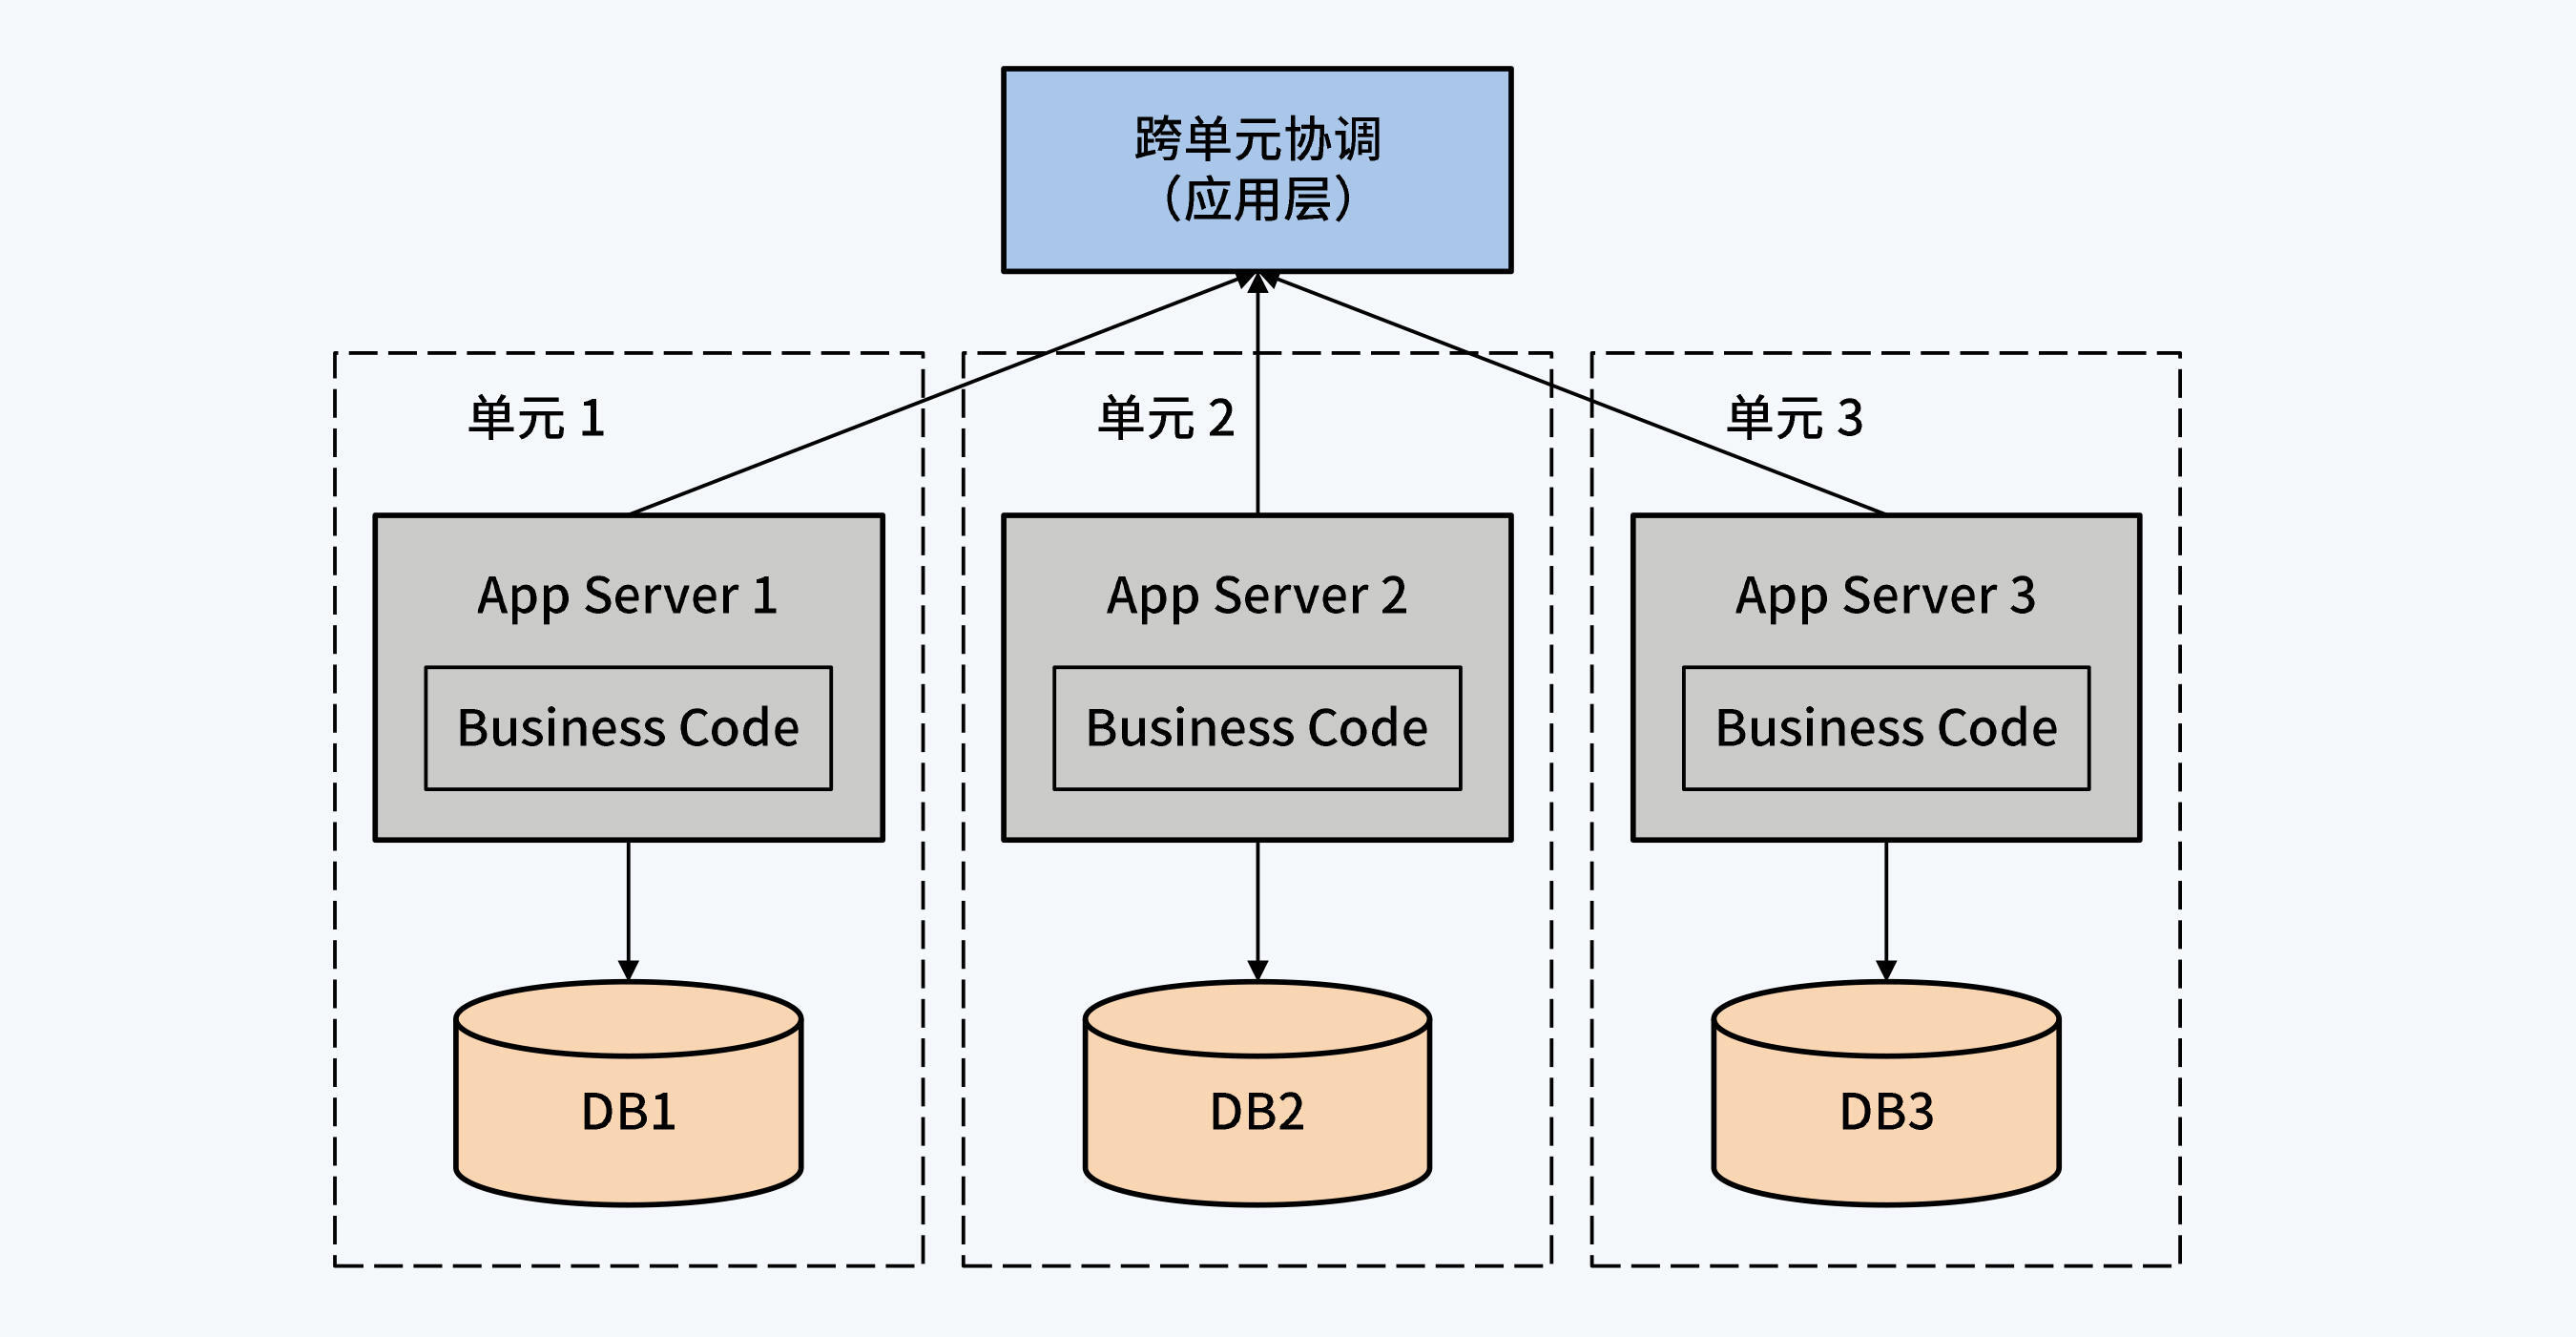 跨单元协调
（应用层）
单元 1
单元 2
单元 3
App Server 1
App Server 2
App Server 3
Business Code
Business Code
Business Code
DB1
DB2
DB3